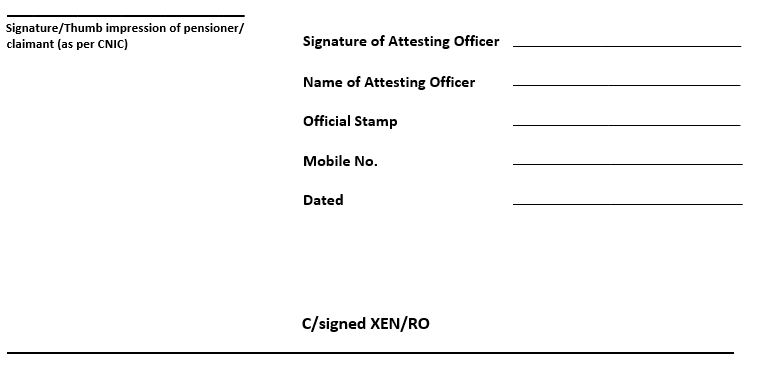 Signature/Thumb impression of pensioner/
claimant (as per CNIC)
Signature of Attesting Officer
Name of Attesting Officer
Official Stamp
Mobile No.
Dated
C/signed XEN/RO